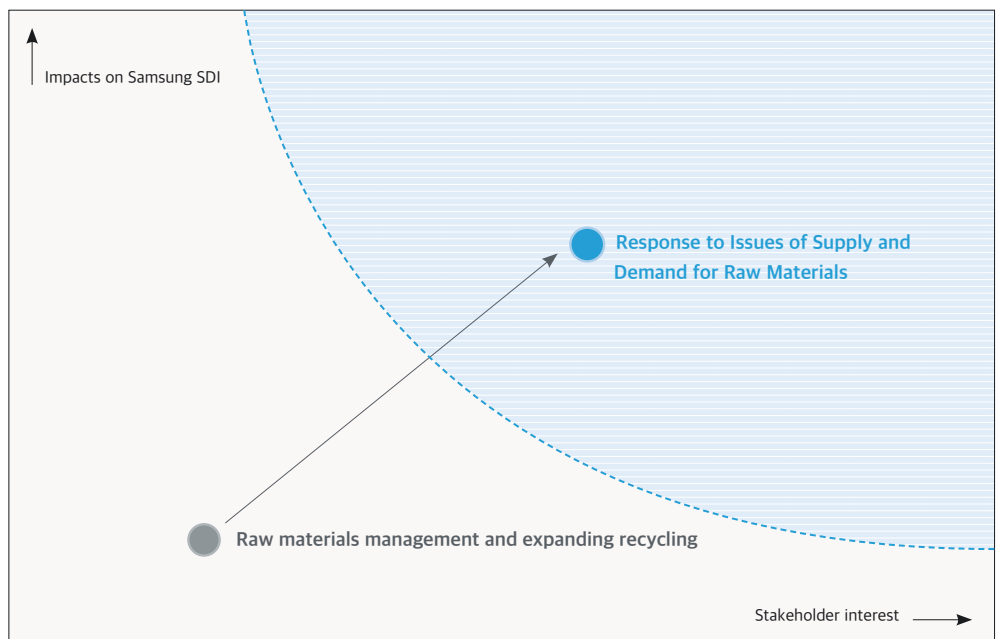 Impacts on Samsung SDI
Response to Issues of Supply and
Demand for Raw Materials
Raw materials management and expanding recycling
Stakeholder interest